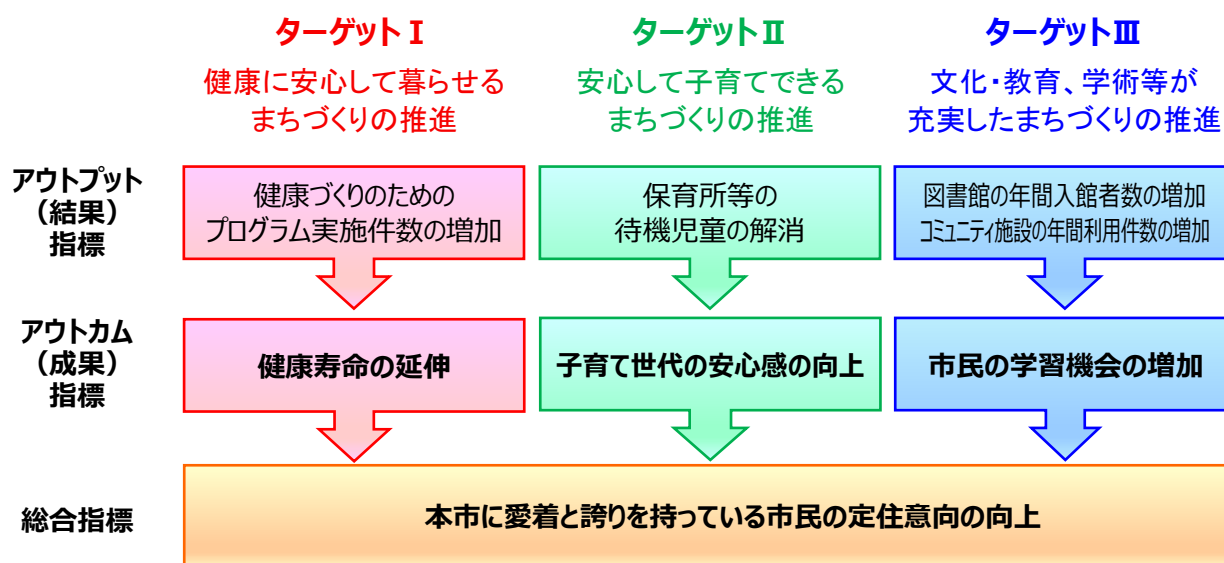 ターゲットⅠ
健康に安心して暮らせる
まちづくりの推進
ターゲットⅡ
安心して子育てできる
まちづくりの推進
ターゲットⅢ
文化・教育、学術等が
充実したまちづくりの推進
アウトプット
（結果）
指標
健康づくりのための
プログラム実施件数の増加
保育所等の
待機児童の解消
図書館の年間入館者数の増加
コミュニティ施設の年間利用件数の増加
アウトカム
（成果）
指標
健康寿命の延伸
子育て世代の安心感の向上
市民の学習機会の増加
総合指標
本市に愛着と誇りを持っている市民の定住意向の向上